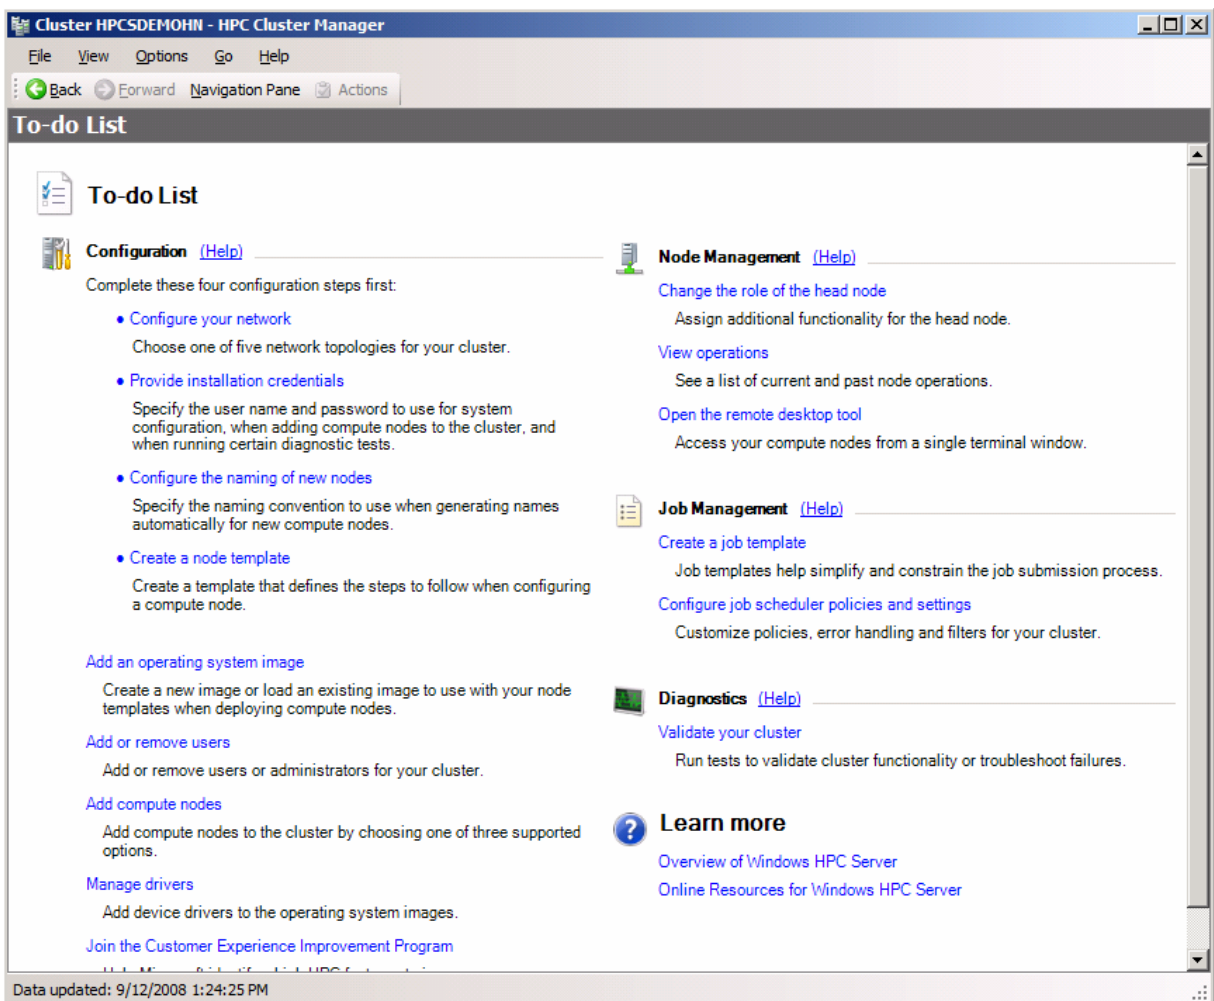 Cluster HPCSDEMOHN - HPC Cluster Manager
File View Options Go Help
Back Forward Navigation Pane Actions
To-do List
To-do List
Configuration (Help)
Complete these four configuration steps first:
• Configure your network
Choose one of five network topologies for your cluster.
• Provide installation credentials
Specify the user name and password to use for system
configuration, when adding compute nodes to the cluster, and
when running certain diagnostic tests.
• Configure the naming of new nodes
Specify the naming convention to use when generating names
automatically for new compute nodes.
• Create a node template
Create a template that defines the steps to follow when configuring
a compute node.
Add an operating system image
Create a new image or load an existing image to use with your node
templates when deploying compute nodes.
Add or remove users
Add or remove users or administrators for your cluster.
Add compute nodes
Add compute nodes to the cluster by choosing one of three supported
options.
Manage drivers
Add device drivers to the operating system images.
Join the Customer Experience Improvement Program
Node Management (Help)
Change the role of the head node
Assign additional functionality for the head node.
View operations
See a list of current and past node operations.
Open the remote desktop tool
Access your compute nodes from a single terminal window.
Job Management (Help)
Create a job template
Job templates help simplify and constrain the job submission process.
Configure job scheduler policies and settings
Customize policies, error handling and filters for your cluster.
Diagnostics (Help)
Validate your cluster
Run tests to validate cluster functionality or troubleshoot failures.
Learn more
Overview of Windows HPC Server
Online Resources for Windows HPC Server
Data updated: 9/12/2008 1:24:25 PM